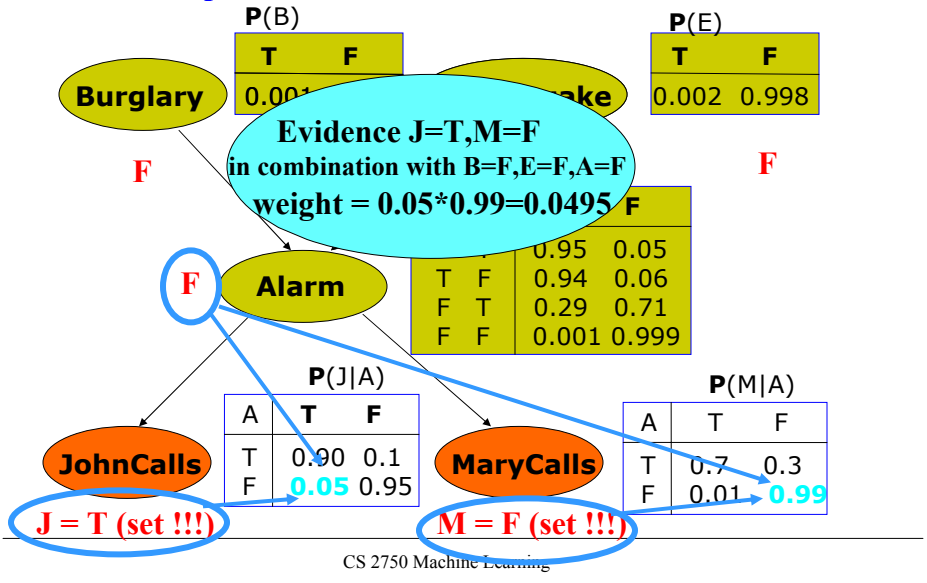 P(B)
P(E)
T F
T F
Burglary
0.001
ake
0.002 0.998
Evidence J=T,M=F
in combination with B=F,E=F,A=F
weight = 0.05*0.99=0.0495
F
F
F
0.95 0.05
F
Alarm
T F 0.94 0.06
F T 0.29 0.71
F F 0.001 0.999
P(J|A)
P(M|A)
A T F
A T F
JohnCalls
T 0.90 0.1
F 0.05 0.95
MaryCalls
T 0.7 0.3
F 0.01 0.99
J = T (set !!!)
M = F (set !!!)
CS 2750 Machine Learning